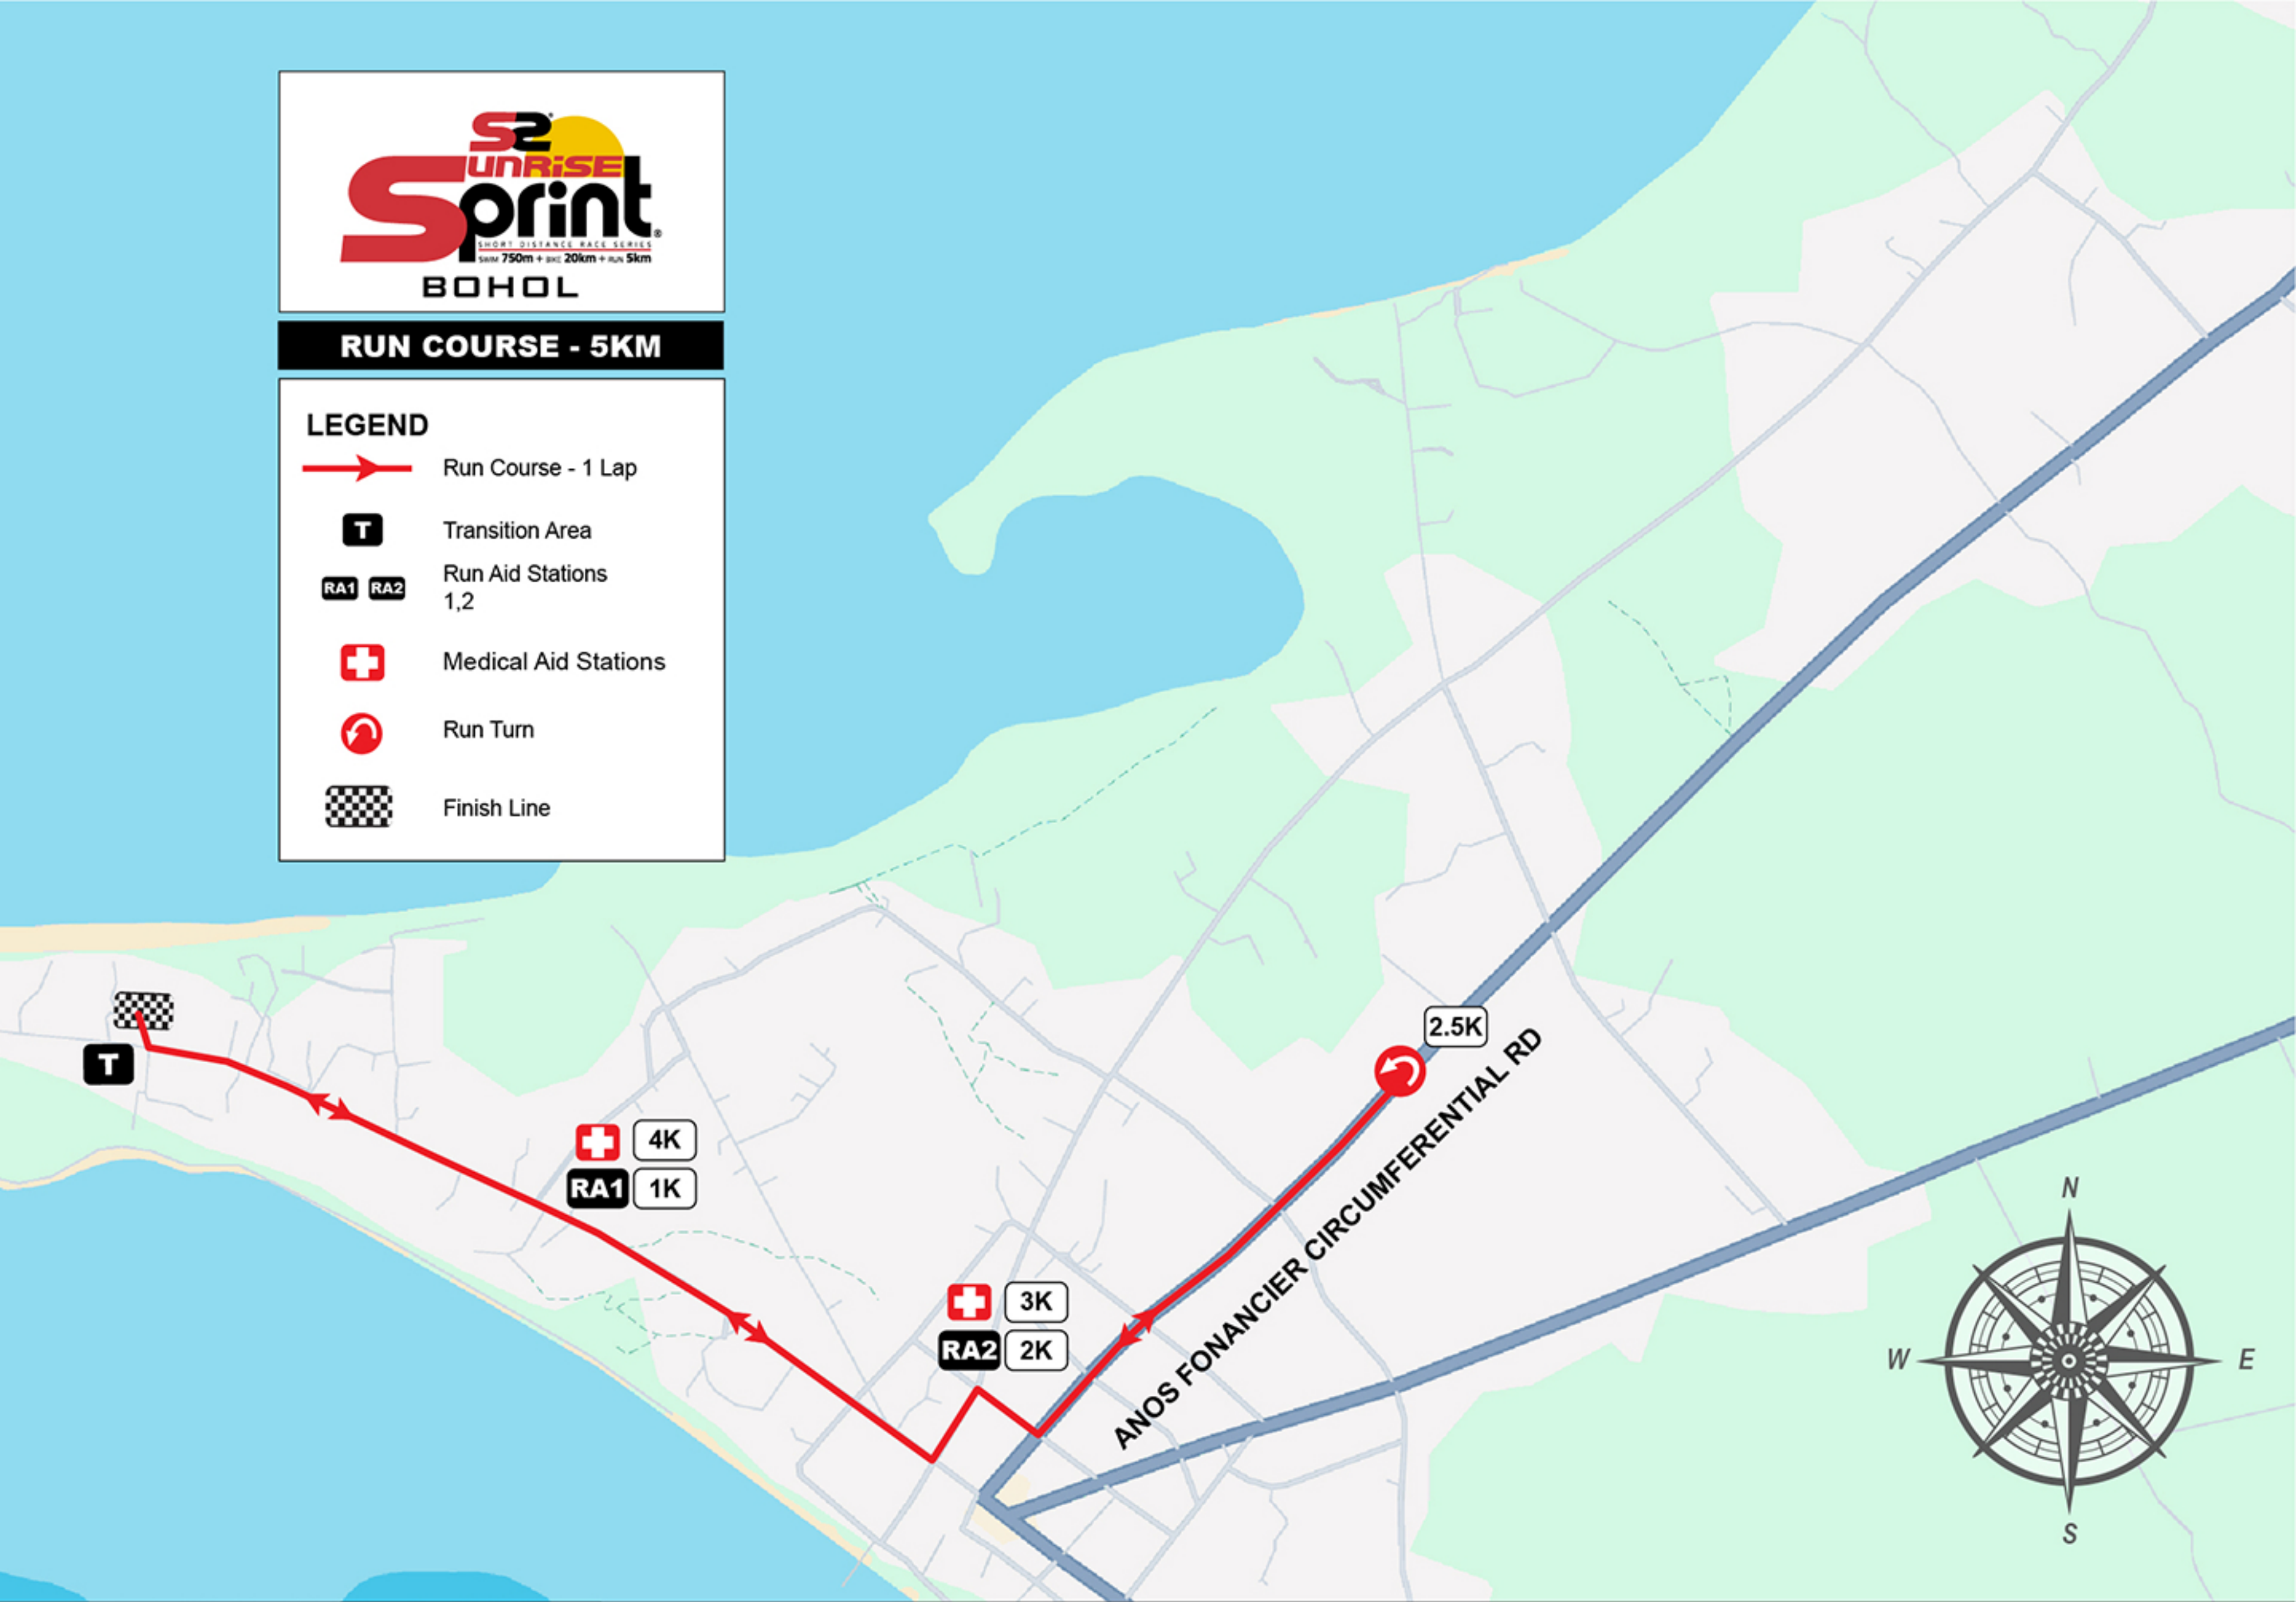 S2
SUNRiSE
Sprint®
SHORT DISTANCE RACE SERIES
SWIM 750m + BIKE 20km + RUN 5km
BOHOL
RUN COURSE - 5KM
LEGEND
Run Course - 1 Lap
T Transition Area
RA1 RA2 Run Aid Stations
1,2
Medical Aid Stations
Run Turn
Finish Line
2.5K
ANOS FONANCIER CIRCUMFERENTIAL RD
T
4K
RA1 1K
3K
RA2 2K
N
W E
S